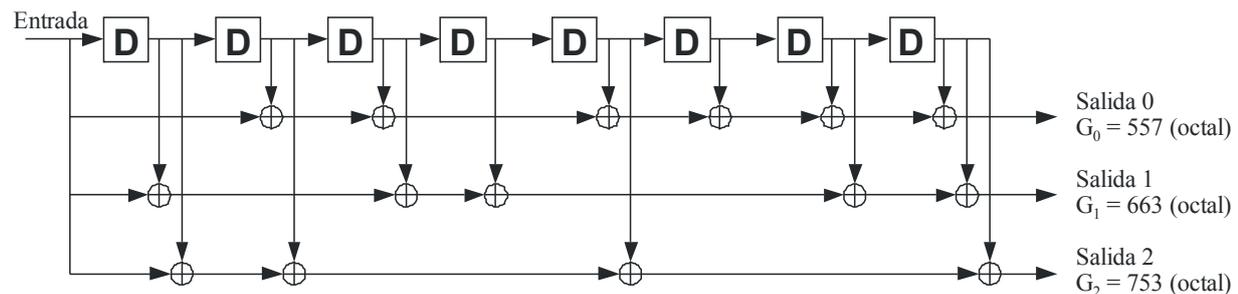 Entrada
D D D D D D D D
Salida 0
G₀ = 557 (octal)
Salida 1
G₁ = 663 (octal)
Salida 2
G₂ = 753 (octal)